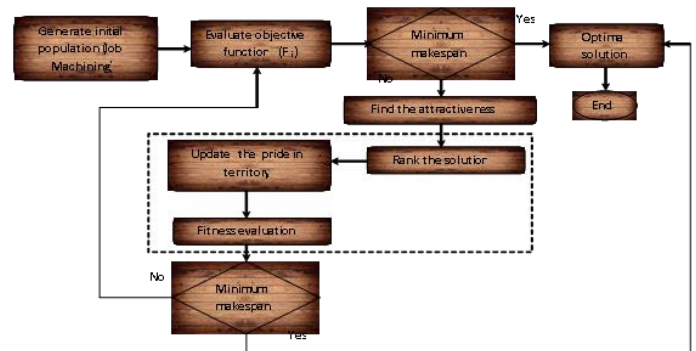 Generate initial
population (Job
Machining)
Evaluate objective
function (Fᵢ)
Minimum
makespan
Yes
Optima
solution
No
End
Find the attractiveness
Rank the solution
Update the pride in
territory
Fitness evaluation
No
Minimum
makespan
Yes